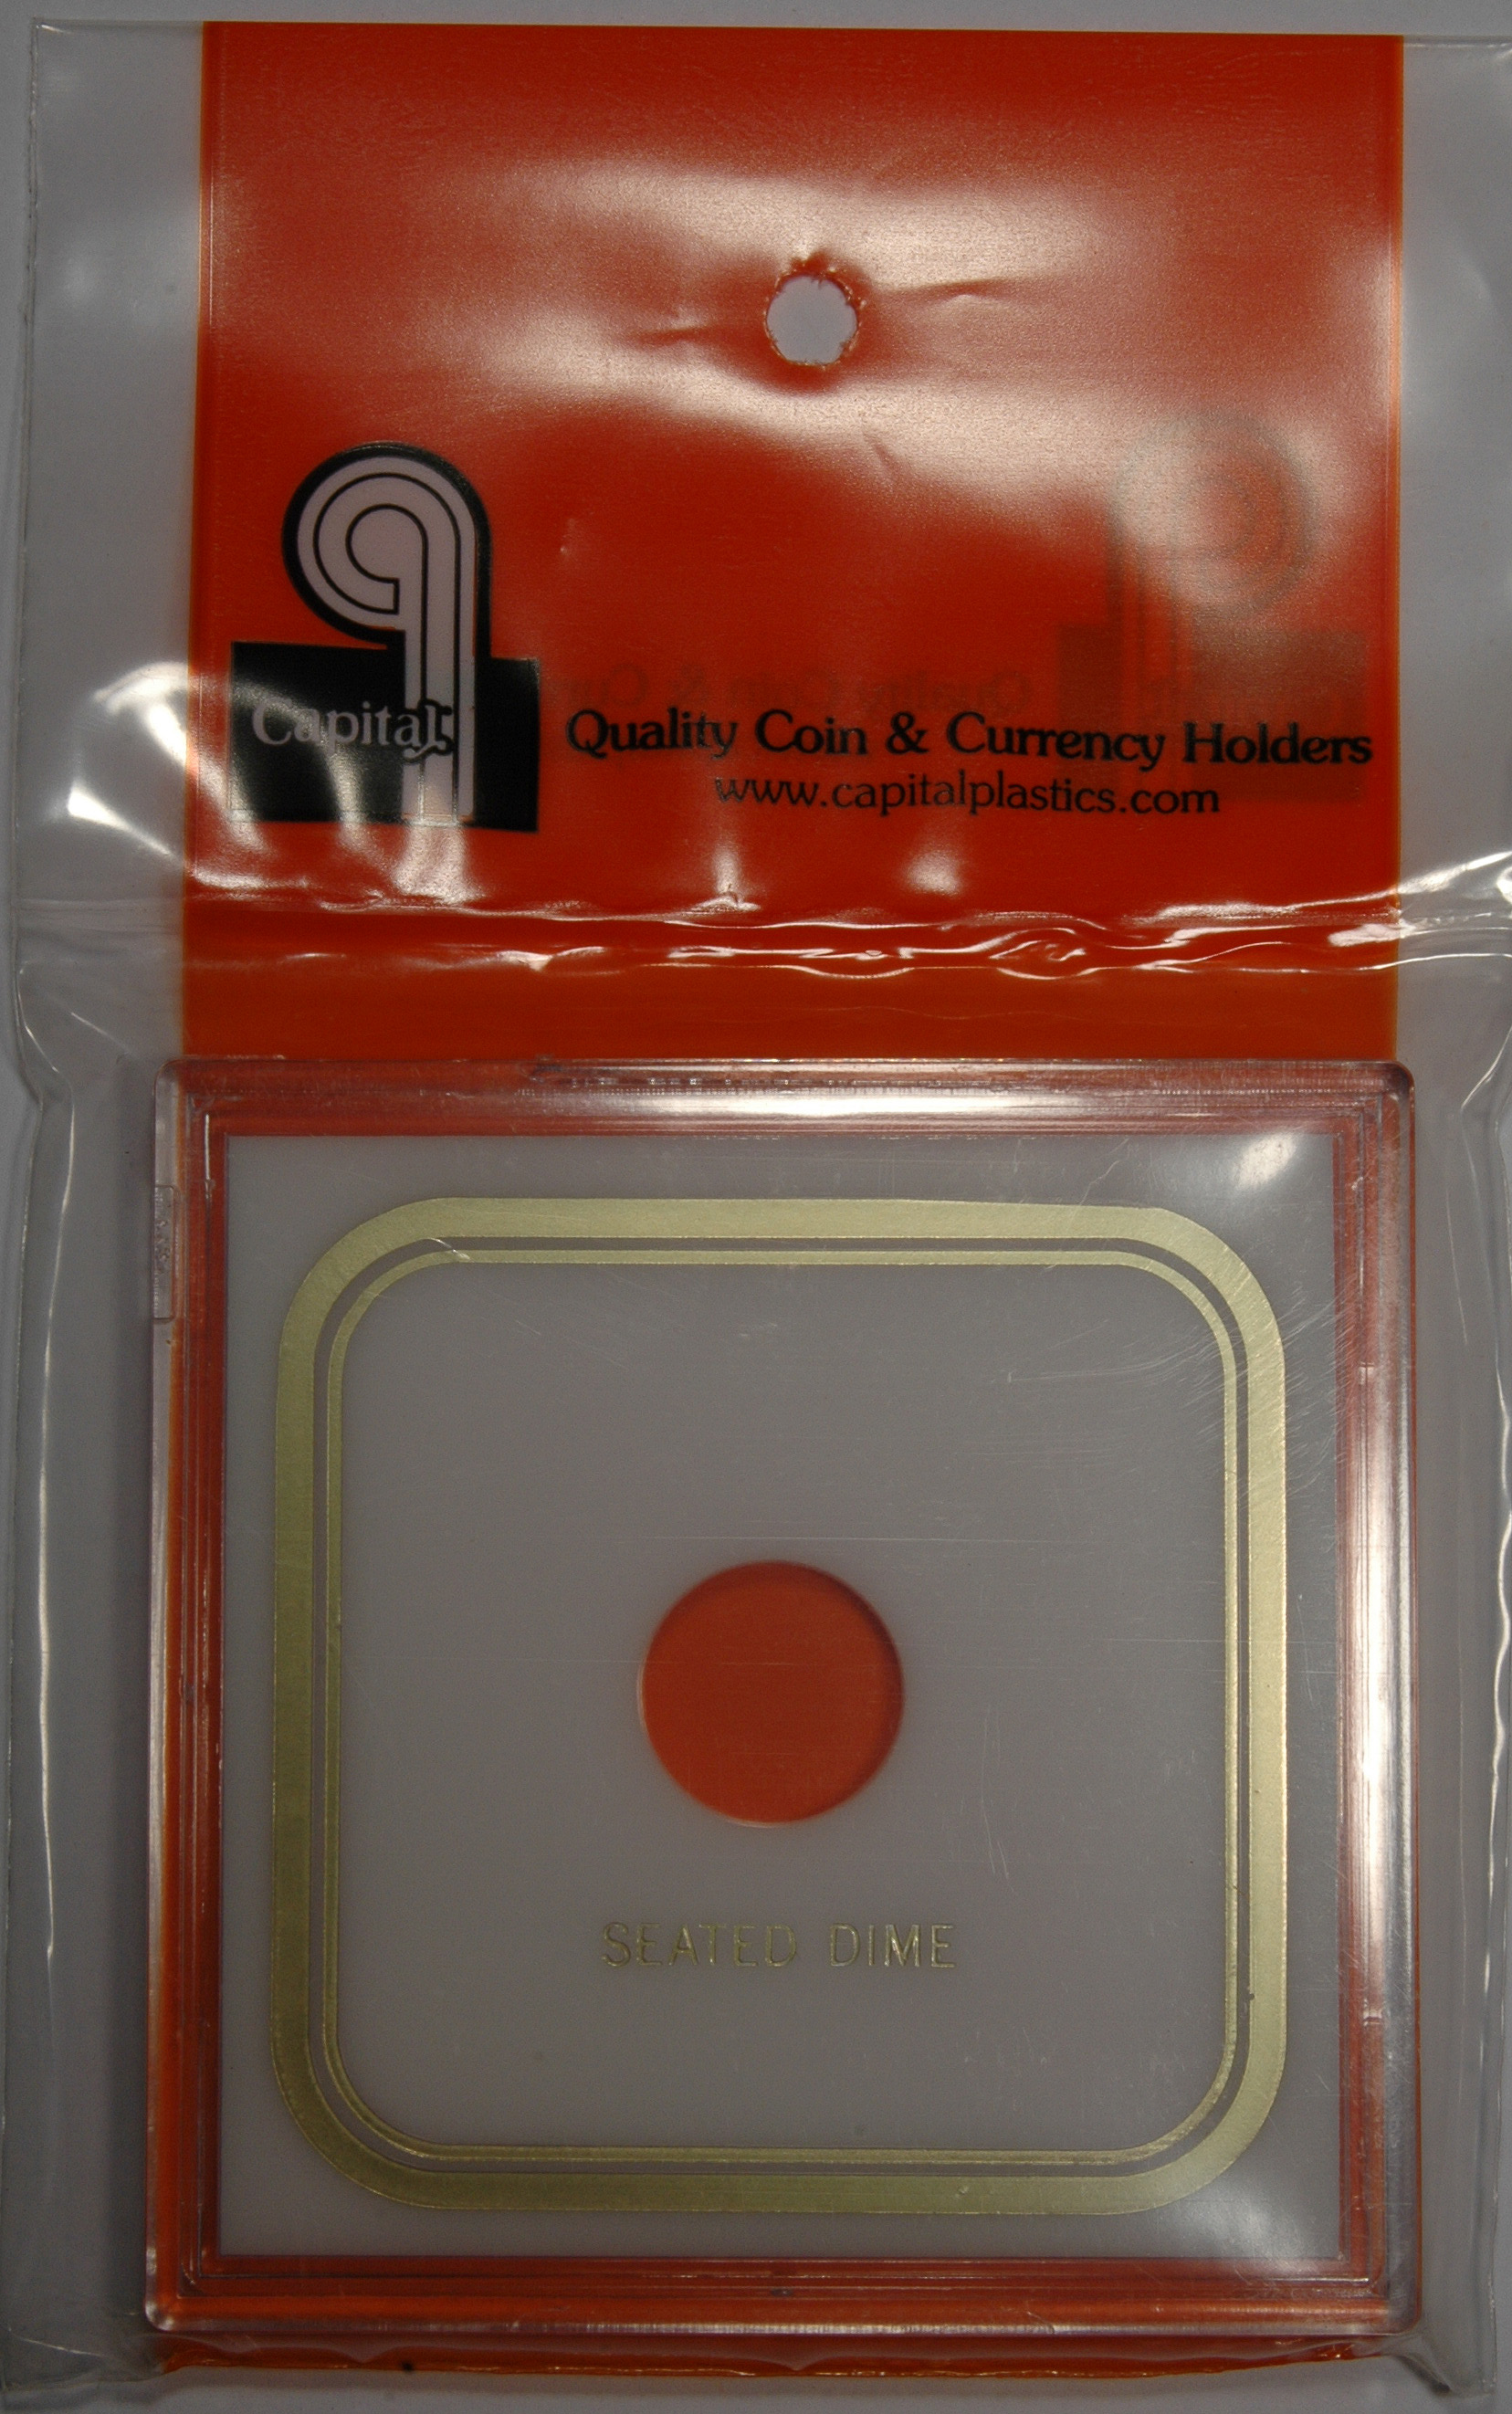 Capital
Quality Coin & Currency Holders
www.capitalplastics.com
SEATED DIME